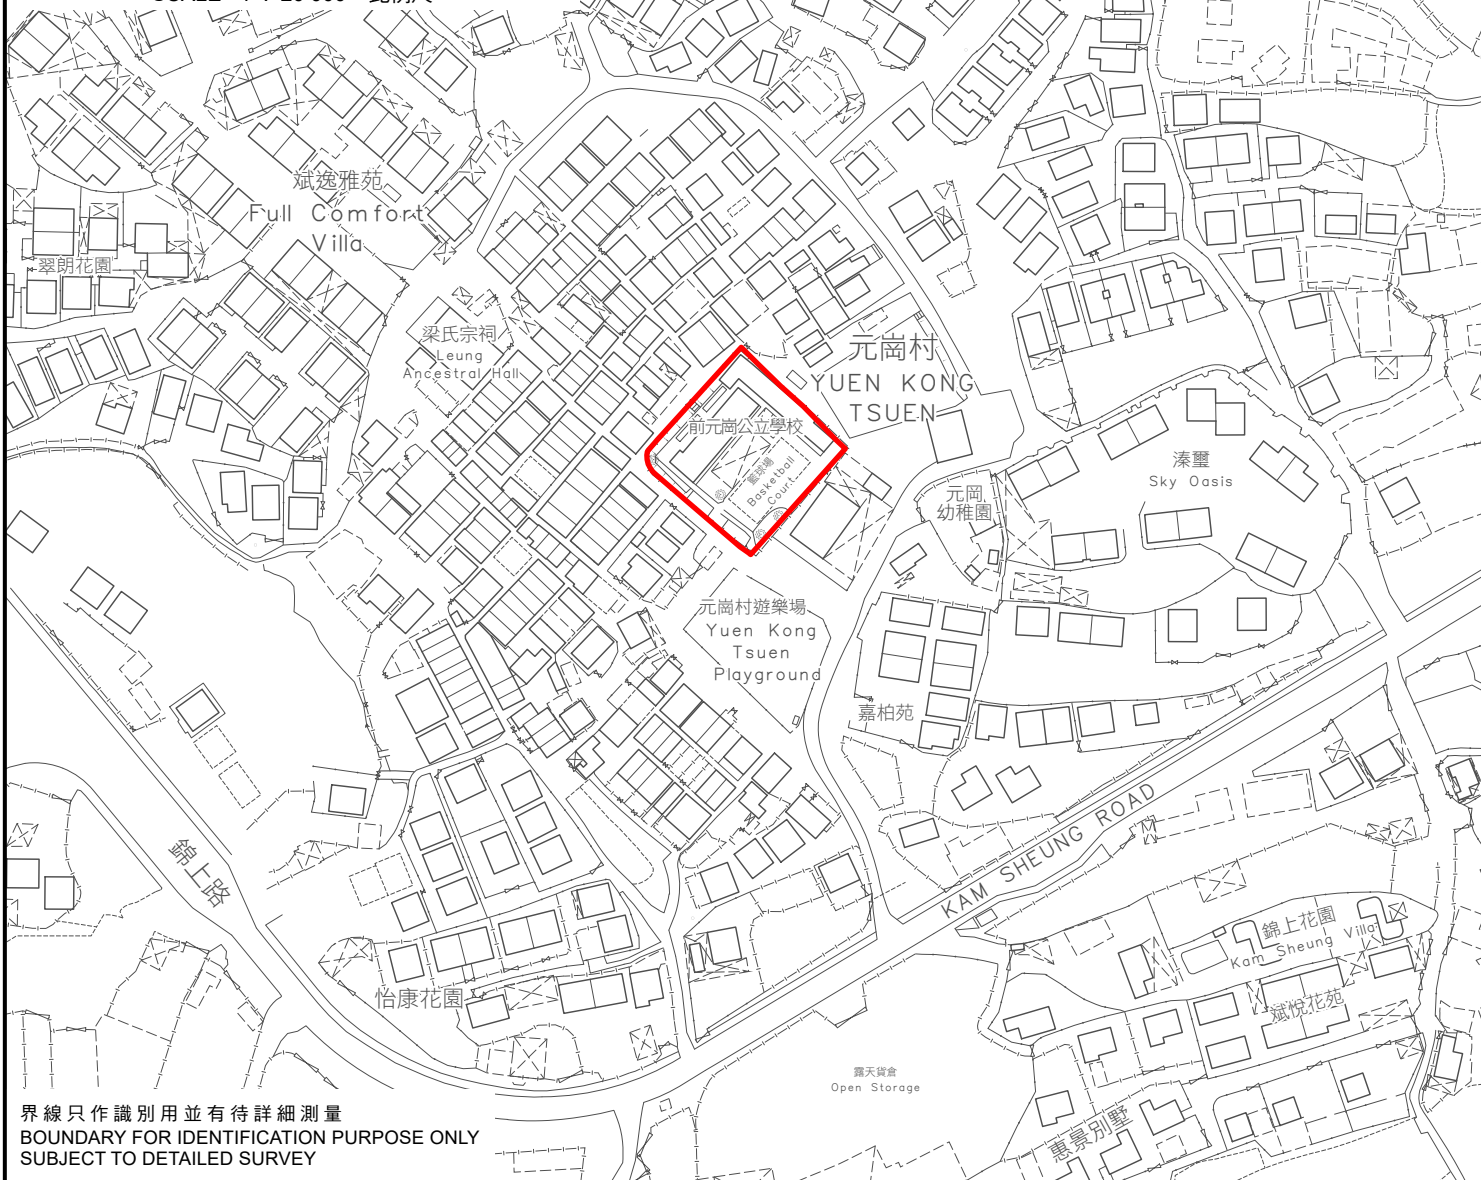 斌逸雅苑
Full Comfort
Villa
翠朗花園
梁氏宗祠
Leung
Ancestral Hall
元崗村
YUEN KONG
TSUEN
前元崗公立學校
籃球場
Basketball
Court
溱璽
Sky Oasis
元岡
幼稚園
元崗村遊樂場
Yuen Kong
Tsuen
Playground
嘉柏苑
錦上路
KAM SHEUNG ROAD
錦上花園
Kam Sheung Villa
怡康花園
斌悅花苑
露天貨倉
Open Storage
惠景別墅
界線只作識別用並有待詳細測量
BOUNDARY FOR IDENTIFICATION PURPOSE ONLY
SUBJECT TO DETAILED SURVEY